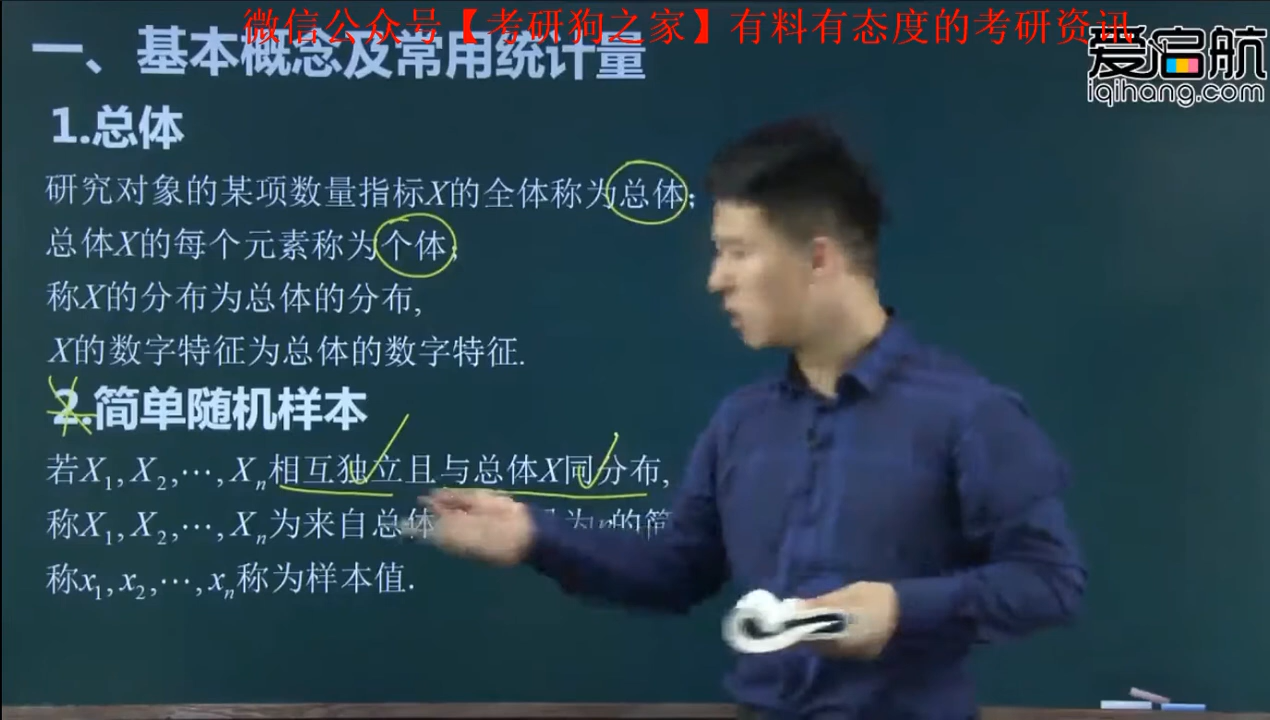 微信公众号【考研狗之家】有料有态度的考研资讯
爱启航
iqihang.com
一、基本概念及常用统计量
1.总体
研究对象的某项数量指标X的全体称为总体;
总体X的每个元素称为个体;
称X的分布为总体的分布,
X的数字特征为总体的数字特征.
2.简单随机样本
若X₁,X₂,⋯,Xₙ相互独立且与总体X同分布,
称X₁,X₂,⋯,Xₙ为来自总体 为n的简
称x₁,x₂,⋯,xₙ称为样本值.